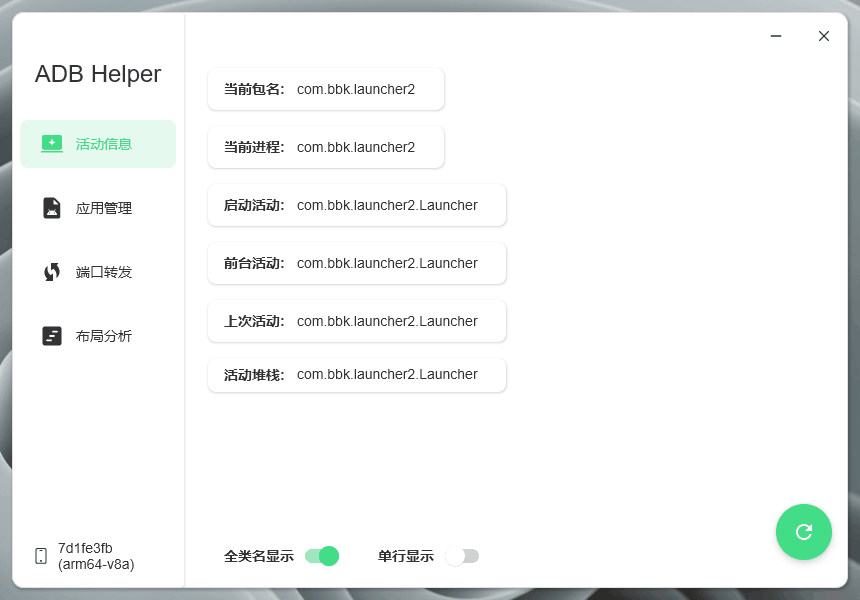 ADB Helper
活动信息
应用管理
端口转发
布局分析
7d1fe3fb
(arm64-v8a)
当前包名: com.bbk.launcher2
当前进程: com.bbk.launcher2
启动活动: com.bbk.launcher2.Launcher
前台活动: com.bbk.launcher2.Launcher
上次活动: com.bbk.launcher2.Launcher
活动堆栈: com.bbk.launcher2.Launcher
全类名显示 单行显示